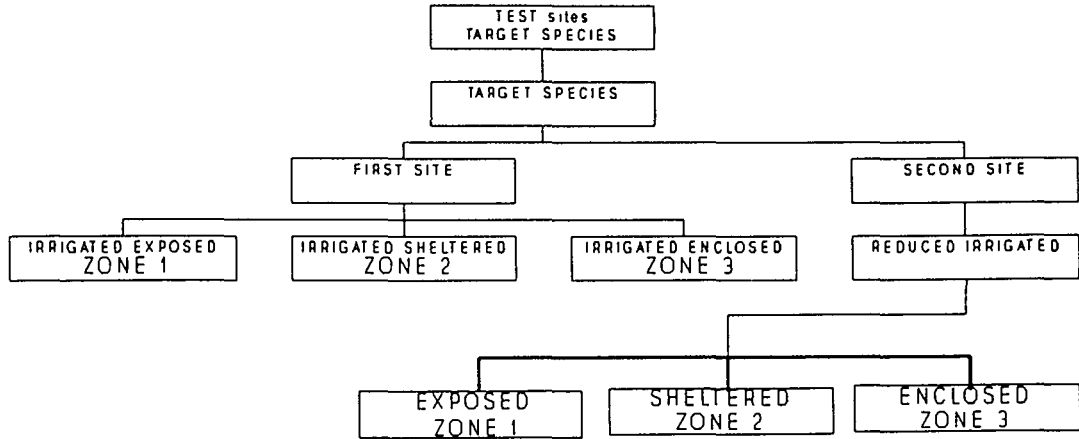 TEST sites
TARGET SPECIES
TARGET SPECIES
FIRST SITE
SECOND SITE
IRRIGATED EXPOSED
ZONE 1
IRRIGATED SHELTERED
ZONE 2
IRRIGATED ENCLOSED
ZONE 3
REDUCED IRRIGATED
EXPOSED
ZONE 1
SHELTERED
ZONE 2
ENCLOSED
ZONE 3